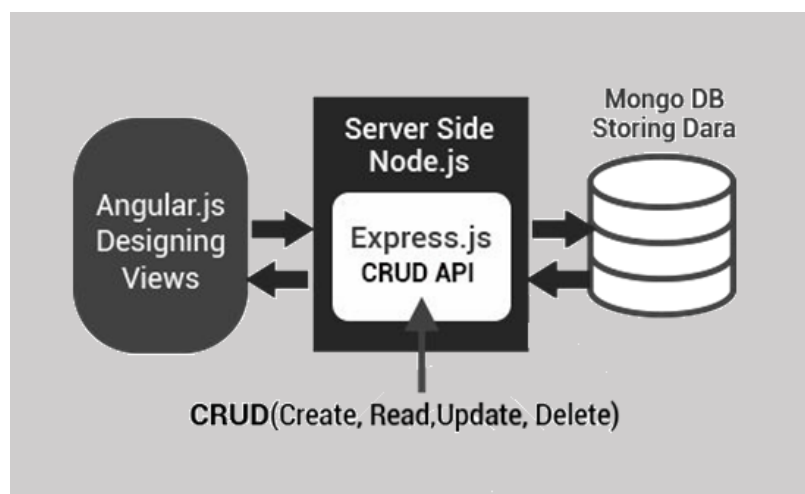 Angular.js
Designing
Views
Server Side
Node.js
Express.js
CRUD API
Mongo DB
Storing Dara
CRUD(Create, Read,Update, Delete)